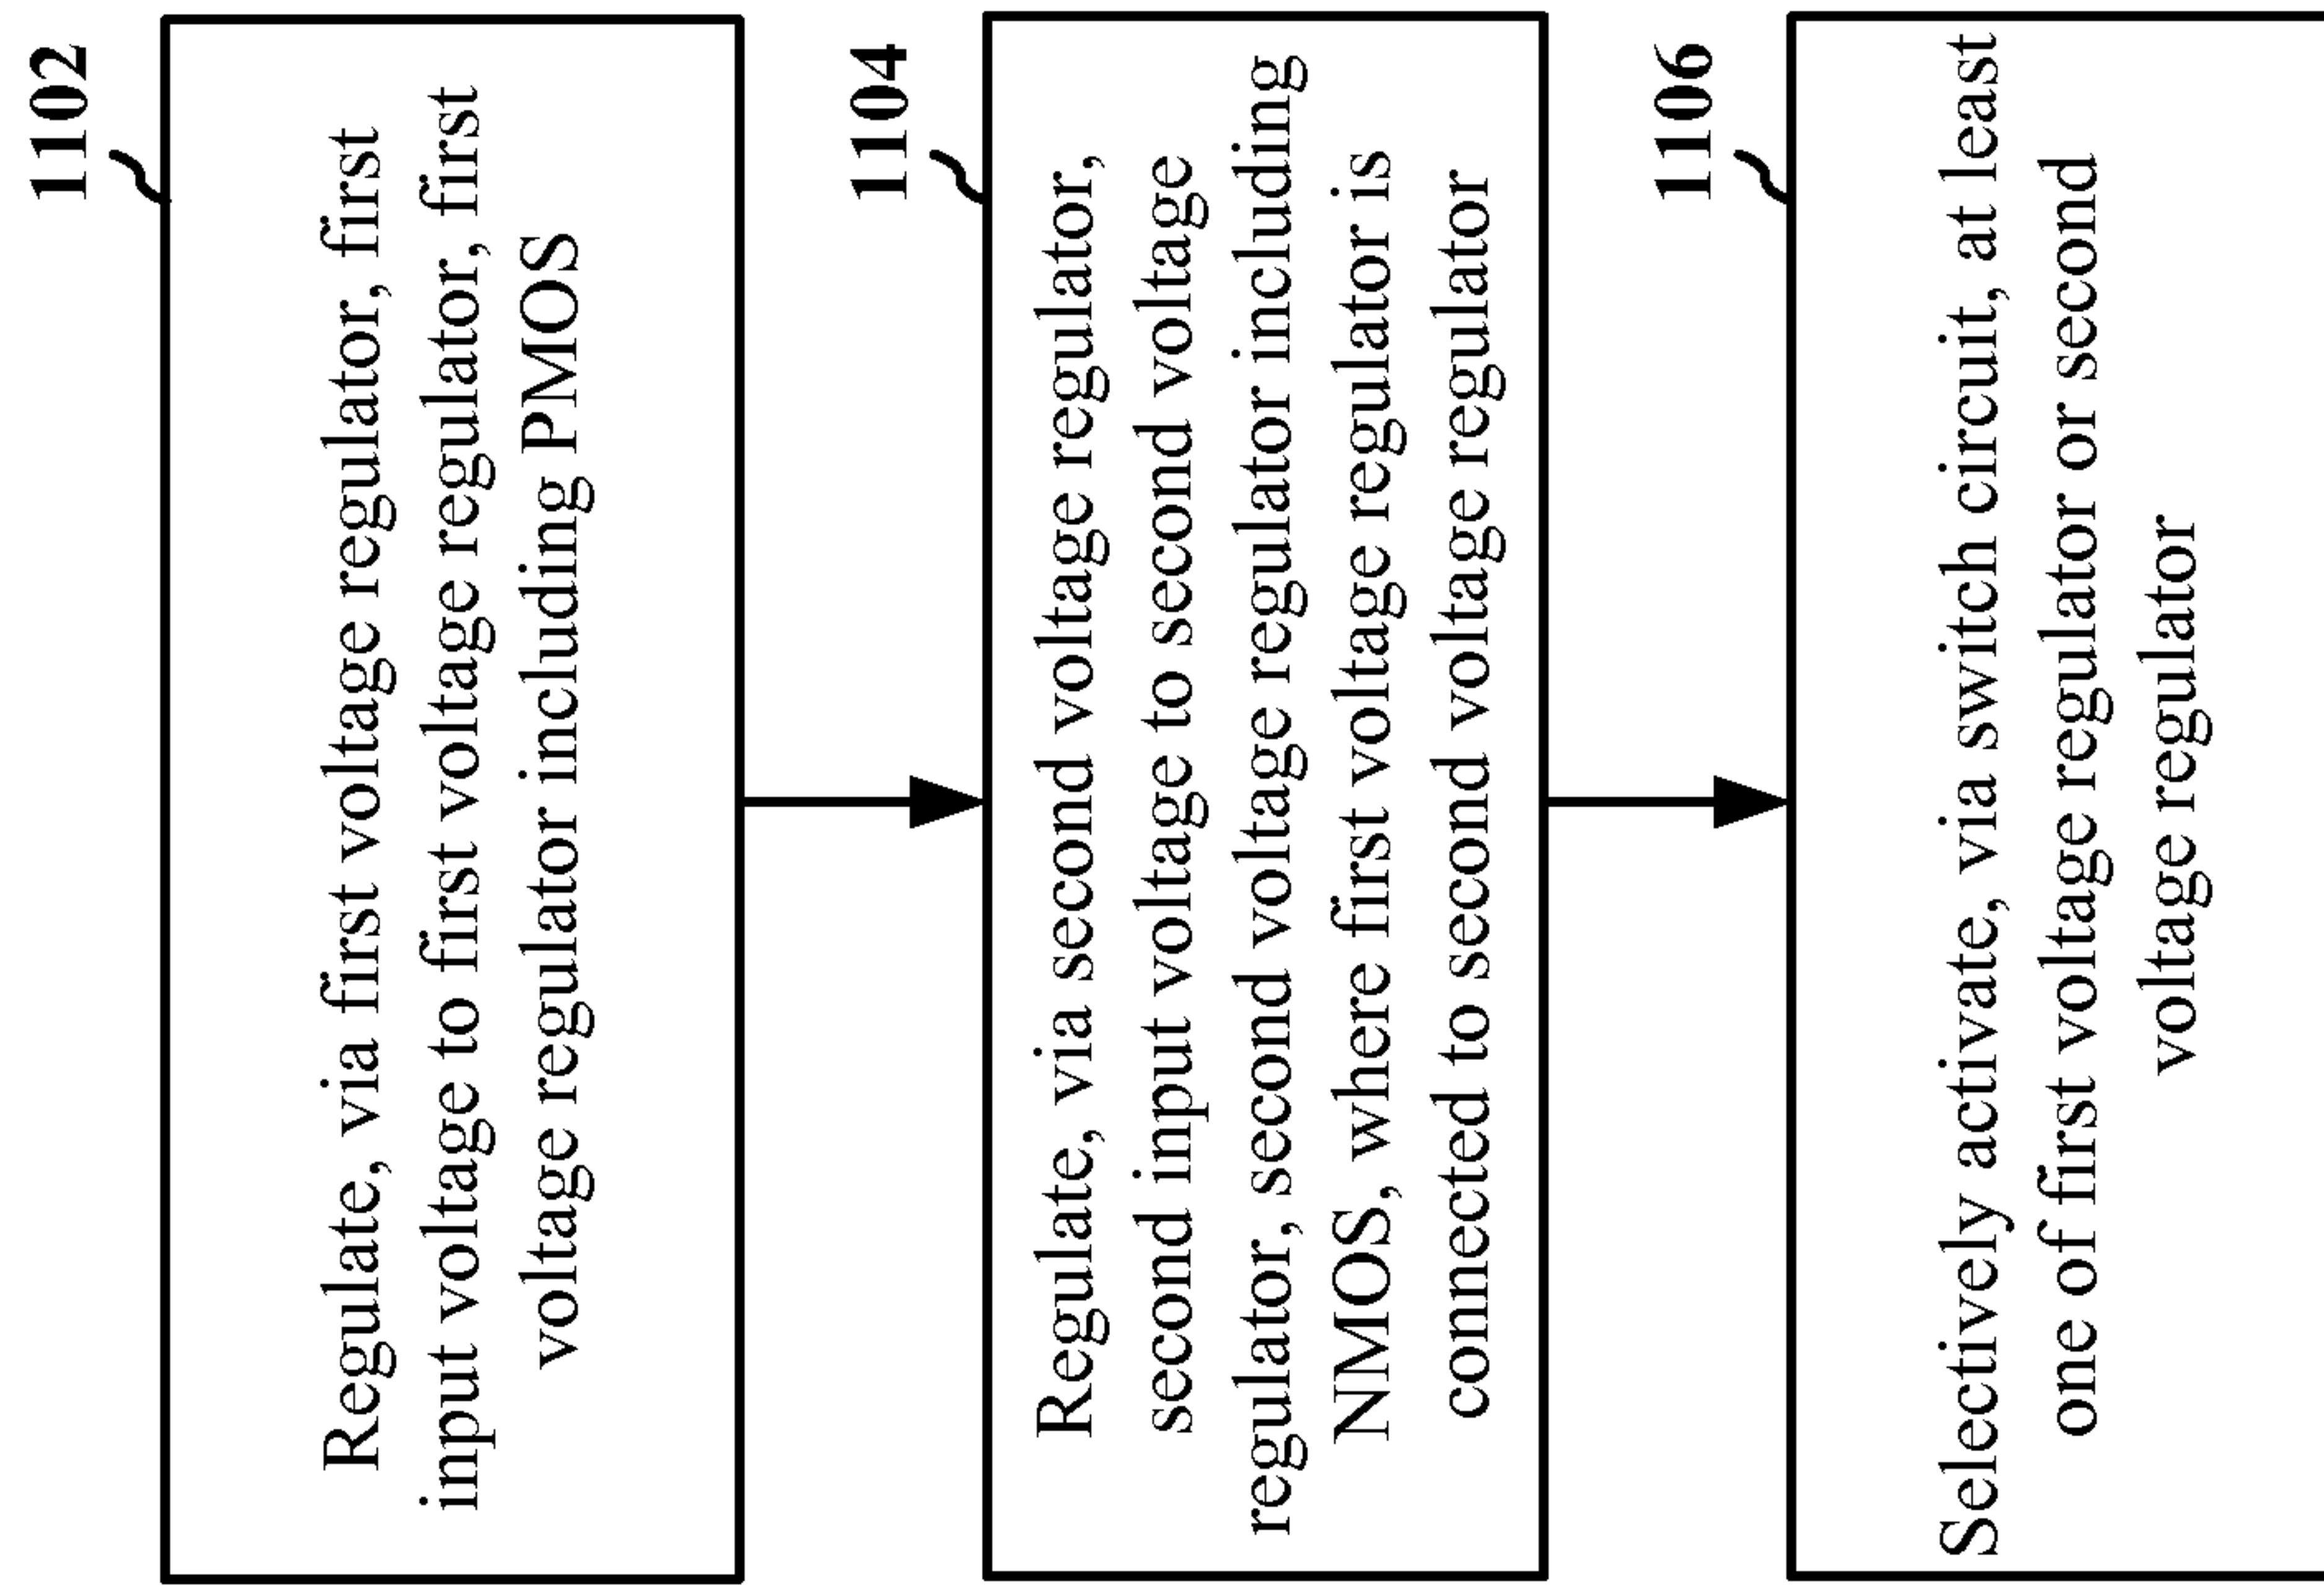 1102
Regulate, via first voltage regulator, first
input voltage to first voltage regulator, first
voltage regulator including PMOS
1104
Regulate, via second voltage regulator,
second input voltage to second voltage
regulator, second voltage regulator including
NMOS, where first voltage regulator is
connected to second voltage regulator
1106
Selectively activate, via switch circuit, at least
one of first voltage regulator or second
voltage regulator